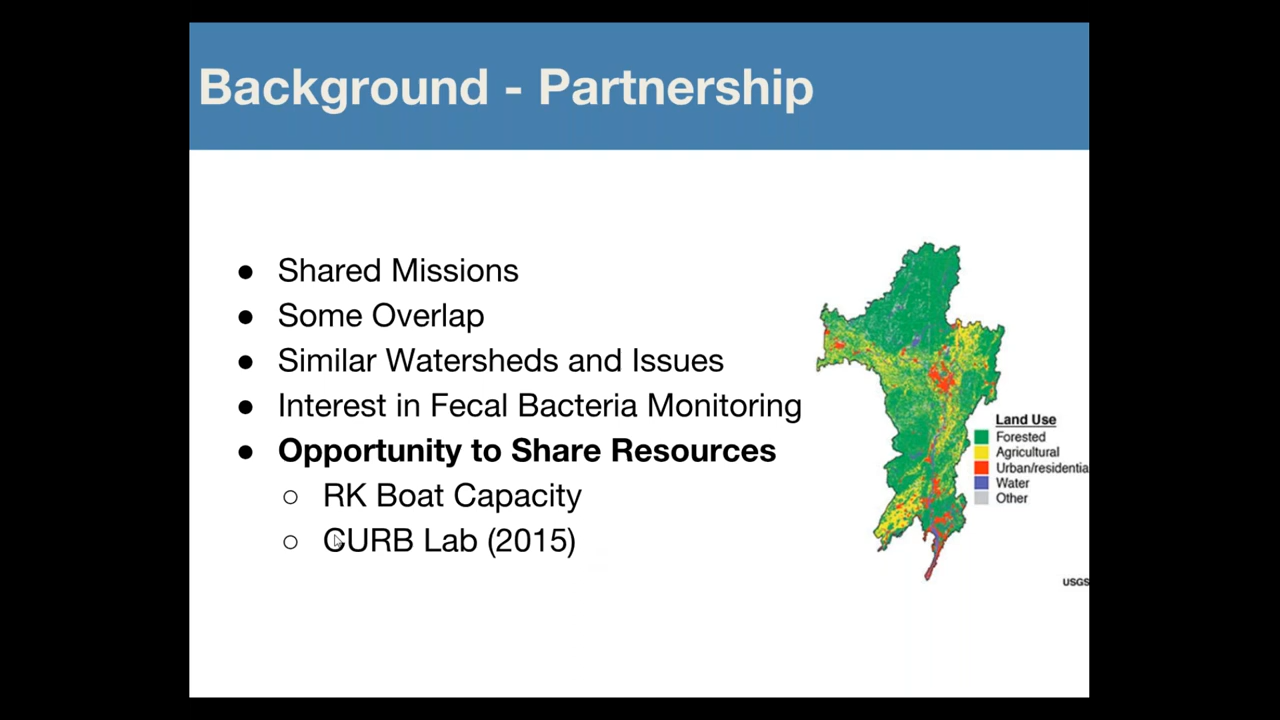 Background - Partnership
● Shared Missions
● Some Overlap
● Similar Watersheds and Issues
● Interest in Fecal Bacteria Monitoring
● Opportunity to Share Resources
○ RK Boat Capacity
○ CURB Lab (2015)
Land Use
Forested
Agricultural
Urban/residentia
Water
Other
USGS